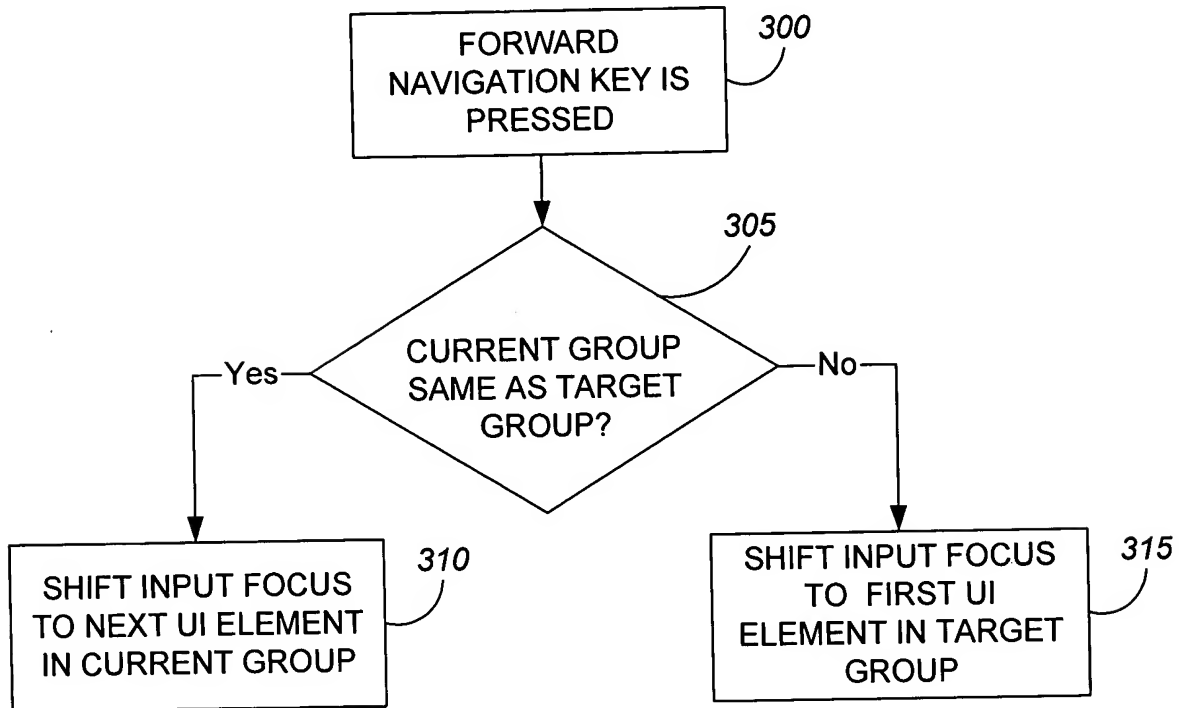 FORWARD
NAVIGATION KEY IS
PRESSED
300
305
CURRENT GROUP
SAME AS TARGET
GROUP?
Yes
No
SHIFT INPUT FOCUS
TO NEXT UI ELEMENT
IN CURRENT GROUP
310
SHIFT INPUT FOCUS
TO FIRST UI
ELEMENT IN TARGET
GROUP
315